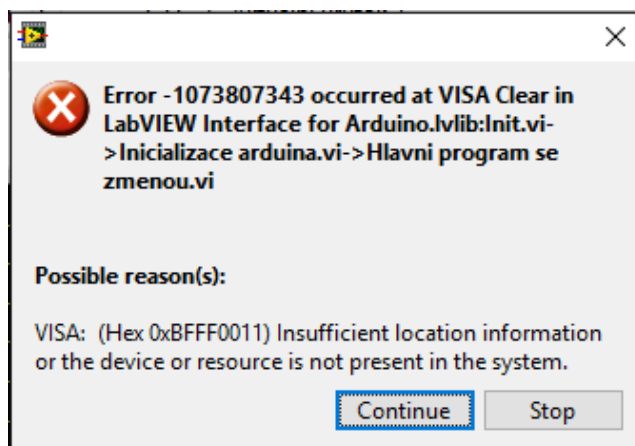 Error -1073807343 occurred at VISA Clear in
LabVIEW Interface for Arduino.lvlib:Init.vi-
>Inicializace arduina.vi->Hlavni program se
zmenou.vi
Possible reason(s):
VISA:  (Hex 0xBFFF0011) Insufficient location information
or the device or resource is not present in the system.
Continue
Stop